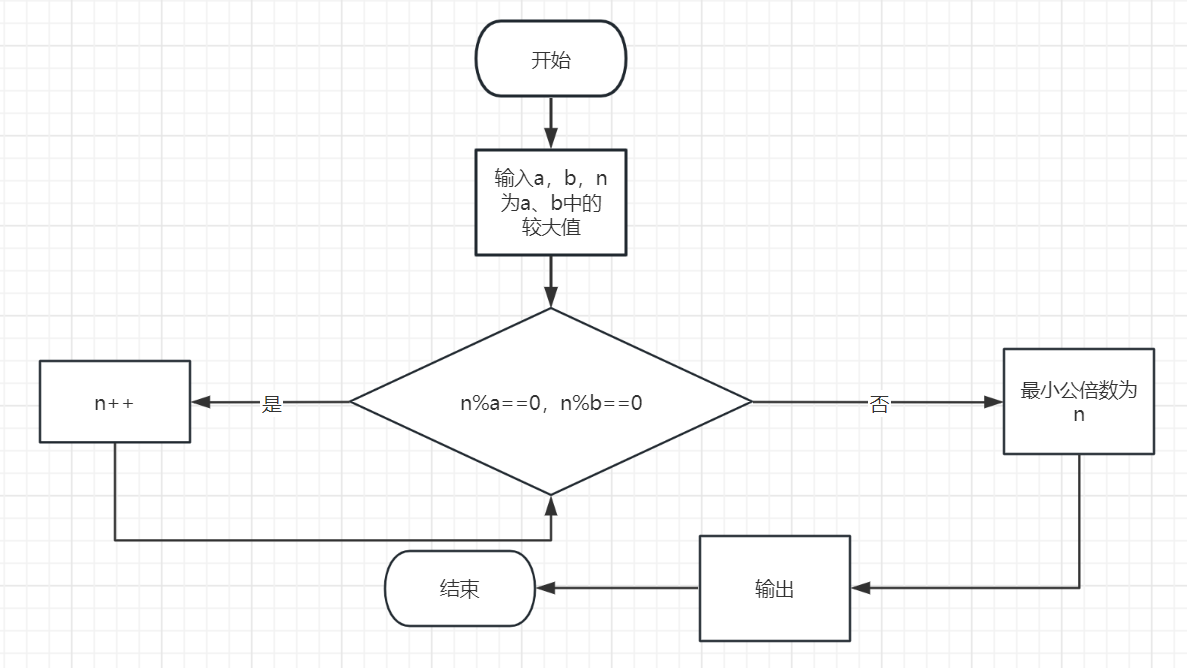 开始
输入a，b，n
为a、b中的
较大值
n%a==0，n%b==0
是
n++
否
最小公倍数为
n
输出
结束